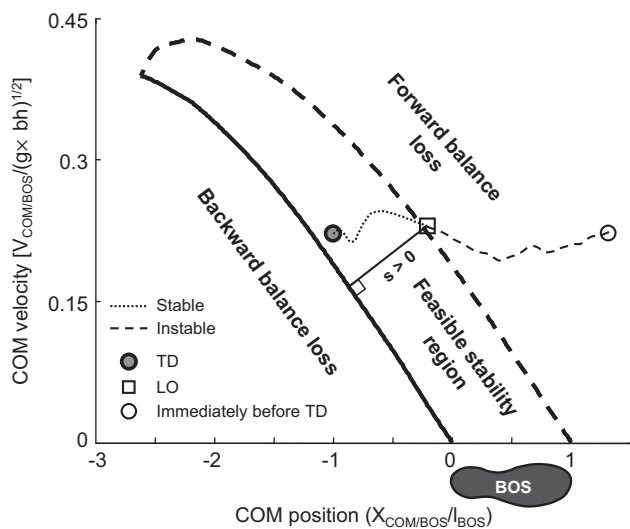 0.45
0.3
0.15
0
-3
-2
-1
0
1
COM velocity [V_COM/BOS/(g× bh)^1/2)
Forward balance
loss
Backward balance loss
s > 0
Feasible stability
region
Stable
Instable
TD
LO
Immediately before TD
BOS
COM position (X_COM/BOS/l_BOS)